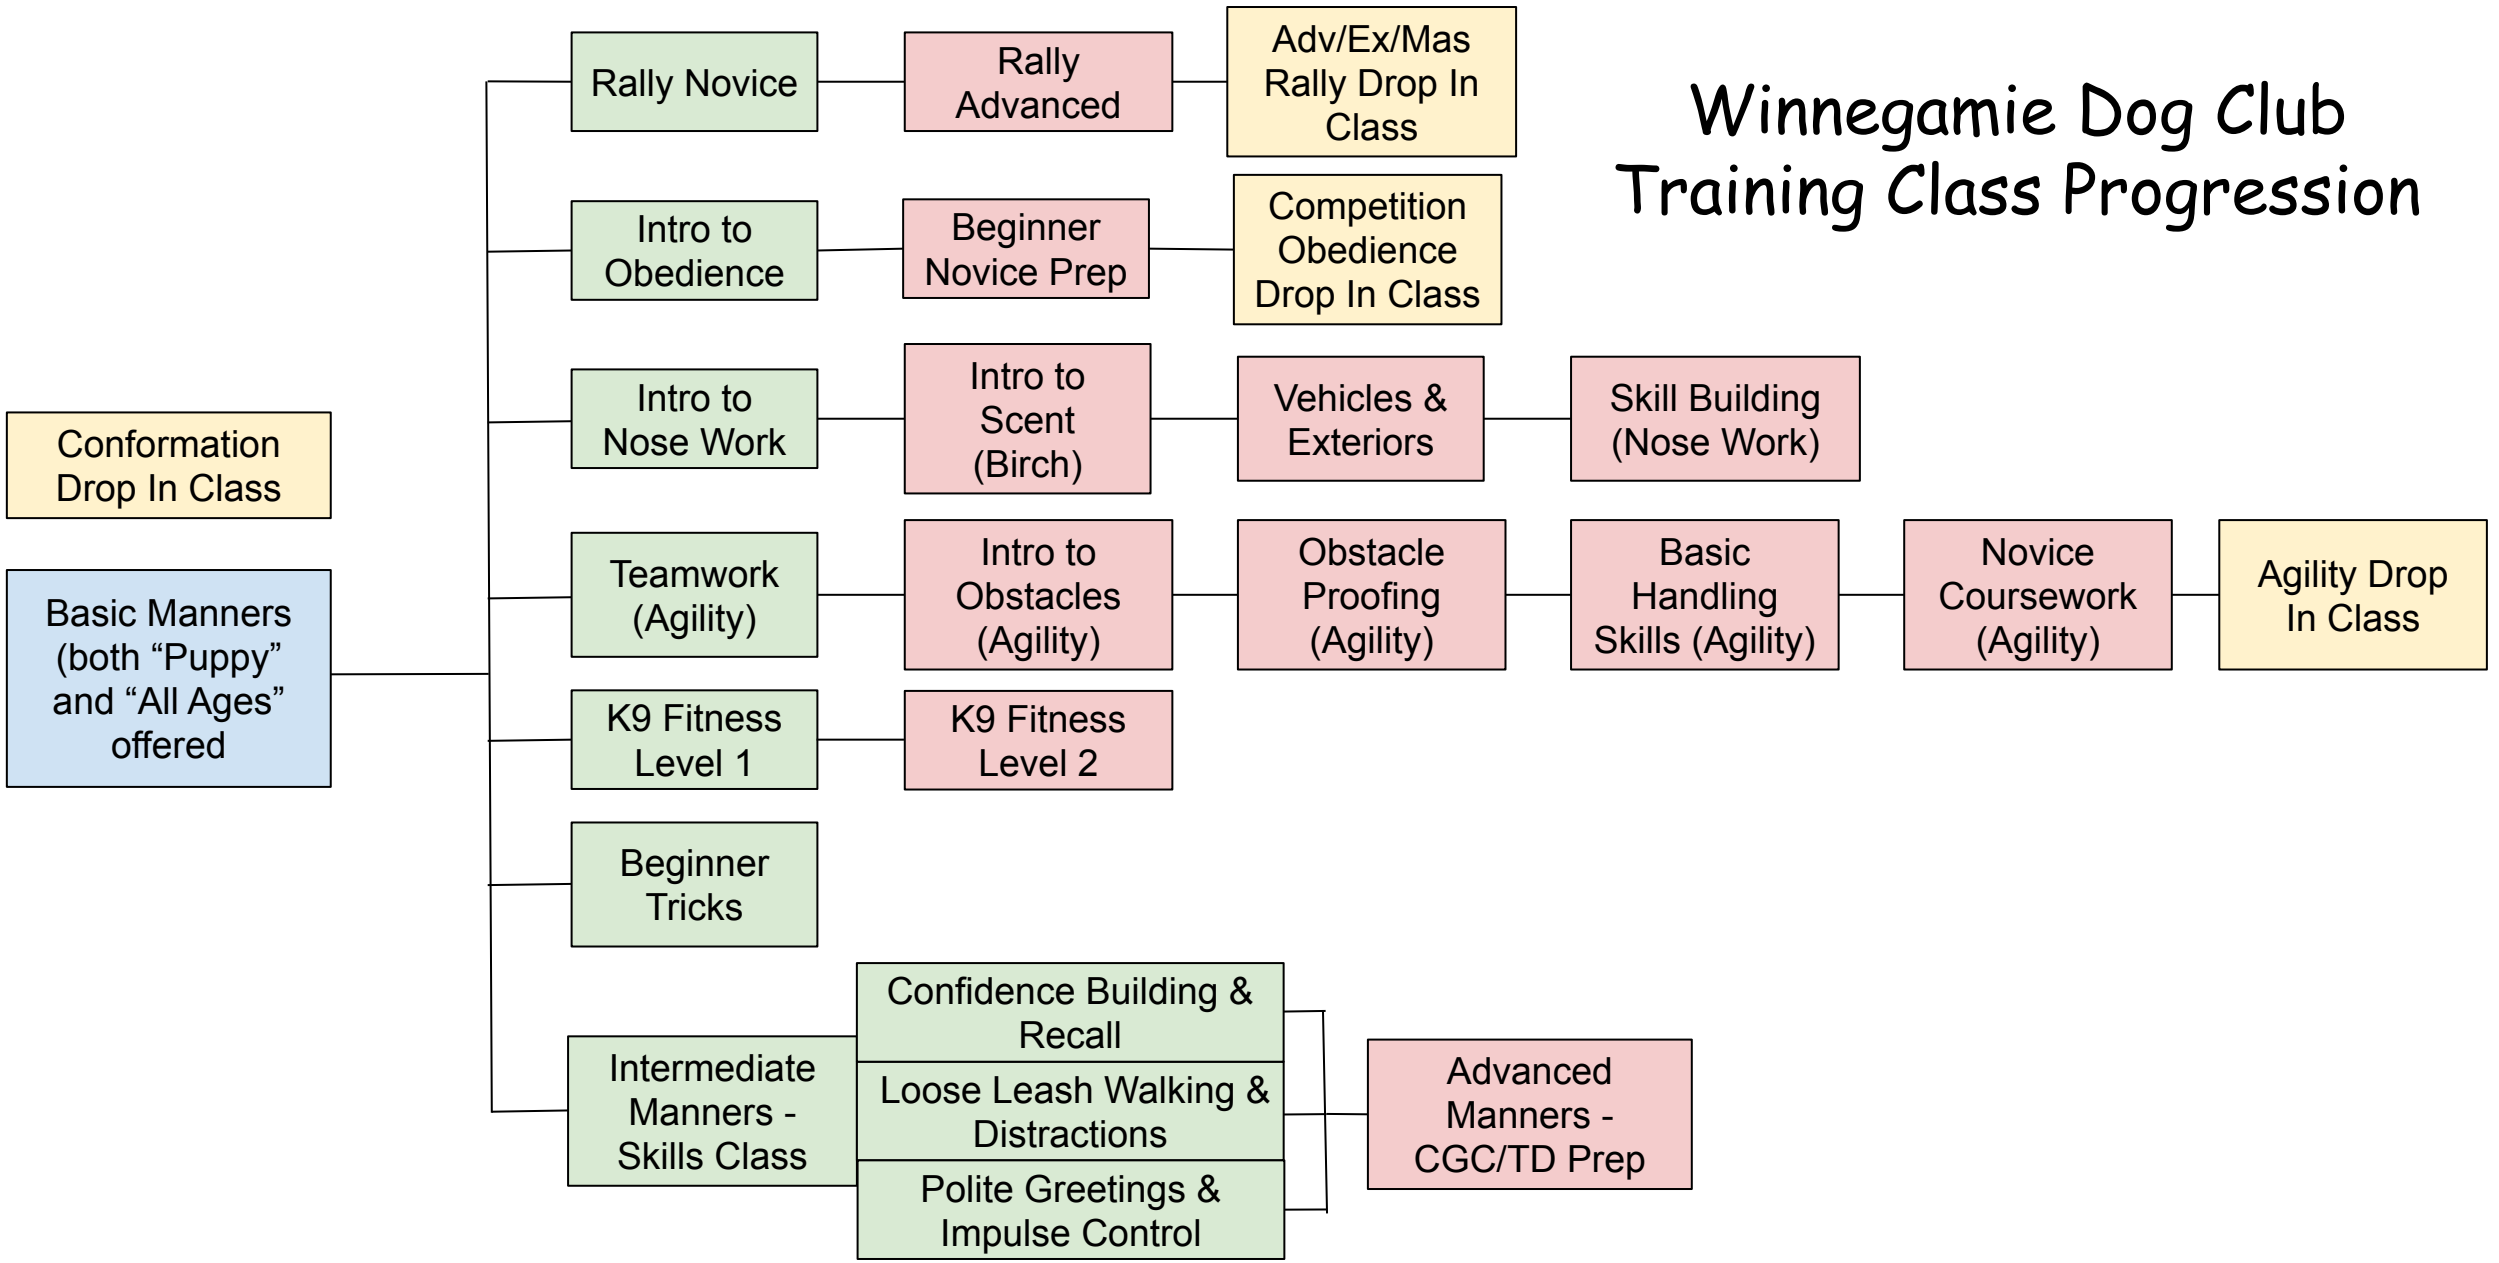 Winnegamie Dog Club
Training Class Progression
Conformation
Drop In Class
Basic Manners
(both “Puppy”
and “All Ages”
offered
Rally Novice
Rally
Advanced
Adv/Ex/Mas
Rally Drop In
Class
Intro to
Obedience
Beginner
Novice Prep
Competition
Obedience
Drop In Class
Intro to
Nose Work
Intro to
Scent
(Birch)
Vehicles &
Exteriors
Skill Building
(Nose Work)
Teamwork
(Agility)
Intro to
Obstacles
(Agility)
Obstacle
Proofing
(Agility)
Basic
Handling
Skills (Agility)
Novice
Coursework
(Agility)
Agility Drop
In Class
K9 Fitness
Level 1
K9 Fitness
Level 2
Beginner
Tricks
Intermediate
Manners -
Skills Class
Confidence Building &
Recall
Loose Leash Walking &
Distractions
Polite Greetings &
Impulse Control
Advanced
Manners -
CGC/TD Prep